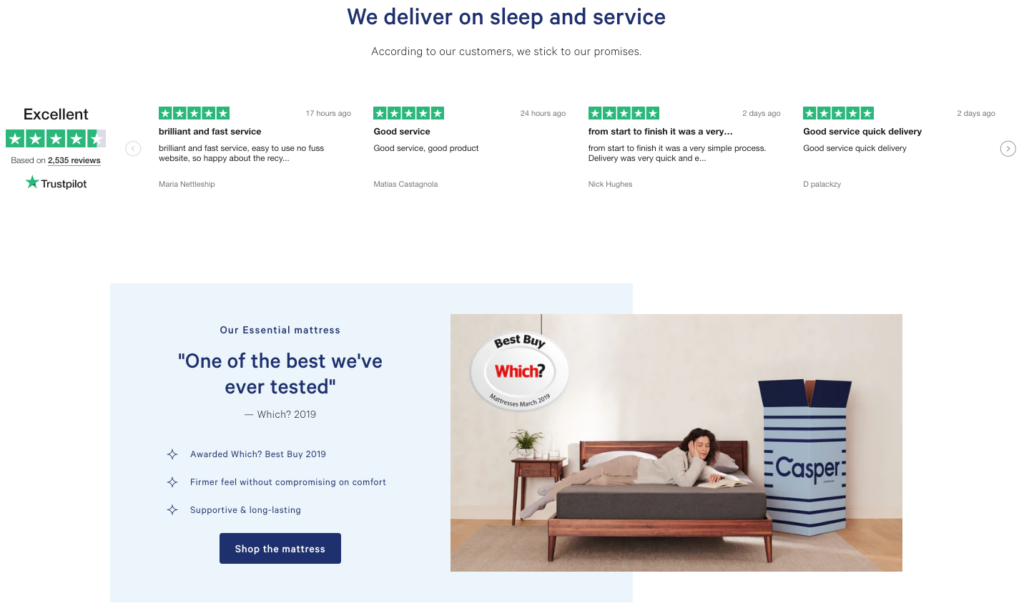 We deliver on sleep and service
According to our customers, we stick to our promises.
Excellent
Based on 2,535 reviews
Trustpilot
17 hours ago
brilliant and fast service
brilliant and fast service, easy to use no fuss
website, so happy about the recy...
Maria Nettleship
24 hours ago
Good service
Good service, good product
Matias Castagnola
2 days ago
from start to finish it was a very...
from start to finish it was a very simple process.
Delivery was very quick and e...
Nick Hughes
2 days ago
Good service quick delivery
Good service quick delivery
D palackzy
Our Essential mattress
"One of the best we've
ever tested"
— Which? 2019
Awarded Which? Best Buy 2019
Firmer feel without compromising on comfort
Supportive & long-lasting
Shop the mattress
Best Buy
Which?
Mattresses March 2019
Casper